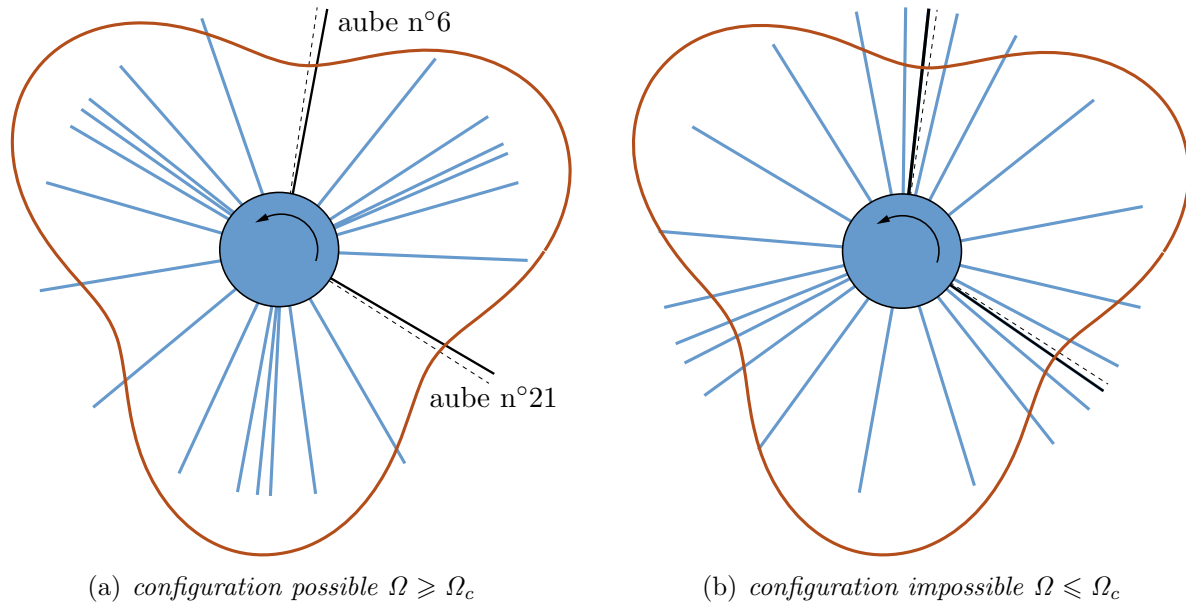 aube n°6
aube n°21
(a) configuration possible Ω ⩾ Ωc
(b) configuration impossible Ω ⩽ Ωc